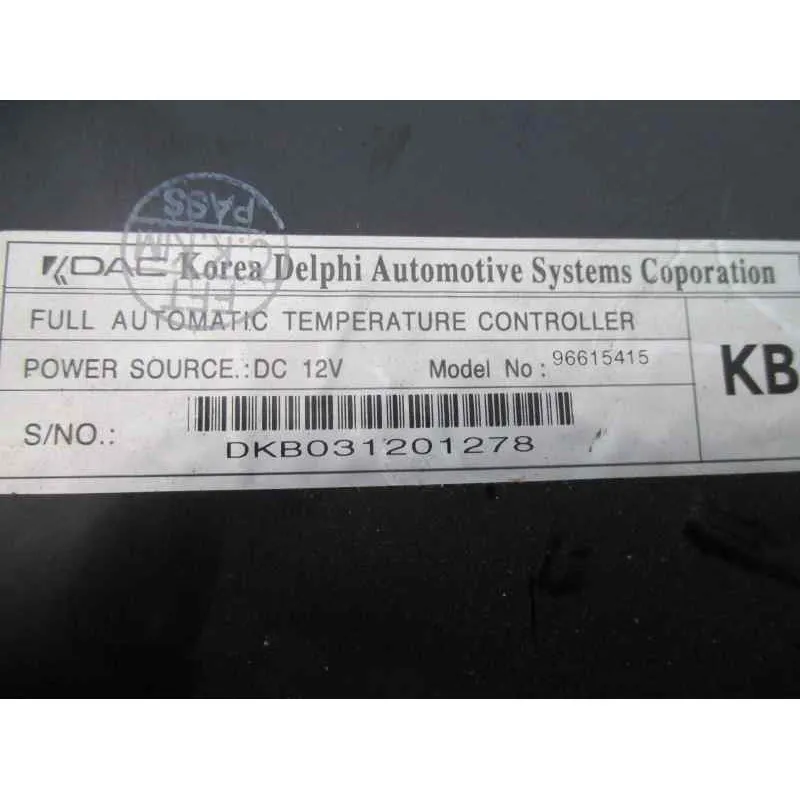 KDAC Korea Delphi Automotive Systems Coporation
FULL AUTOMATIC TEMPERATURE CONTROLLER
POWER SOURCE.:DC 12V Model No : 96615415
KB
S/NO.:
DKB031201278
PASS
C.K.KIM